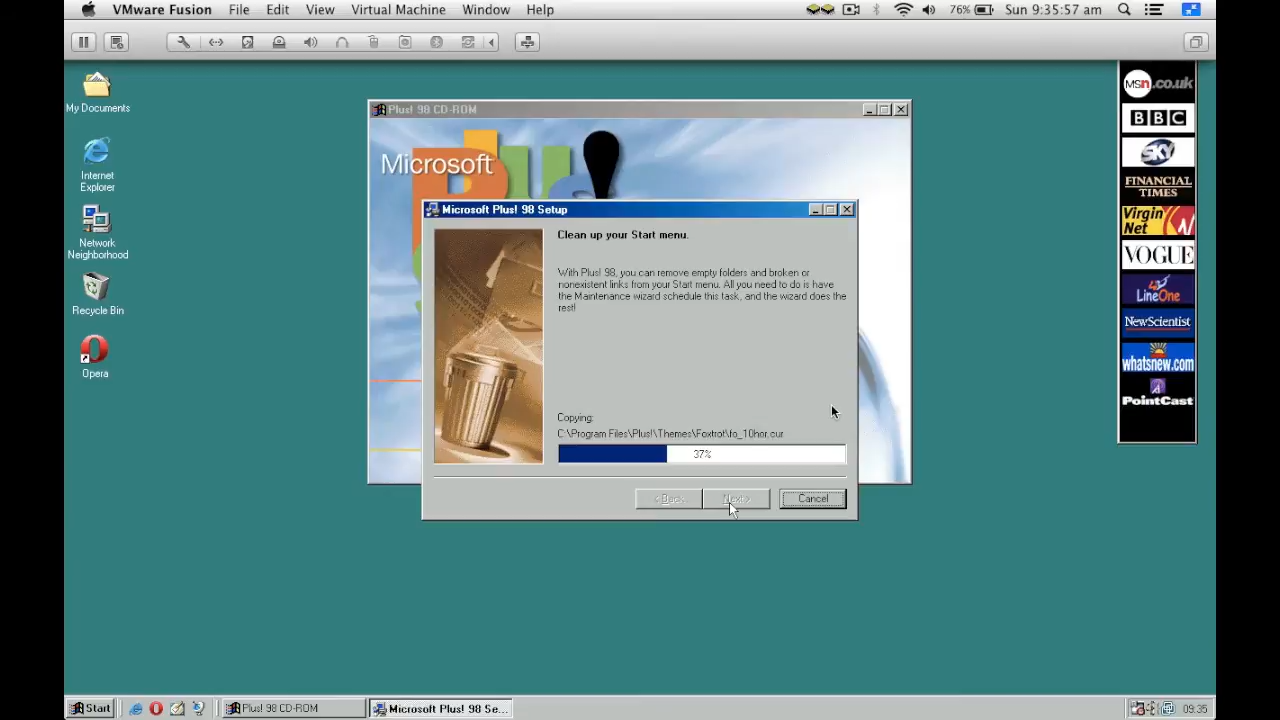 VMware Fusion File Edit View Virtual Machine Window Help 76% Sun 9:35:57 am
My Documents
Internet
Explorer
Network
Neighborhood
Recycle Bin
Opera
Plus! 98 CD-ROM
Microsoft
Plus!
Microsoft Plus! 98 Setup
Clean up your Start menu.
With Plus! 98, you can remove empty folders and broken or
nonexistent links from your Start menu. All you need to do is have
the Maintenance wizard schedule this task, and the wizard does the
rest!
Copying:
C:\Program Files\Plus!\Themes\Foxtrot\fo_10hor.cur
37%
< Back Next > Cancel
msn.co.uk
BBC
sky
FINANCIAL
TIMES
Virgin
Net
VOGUE
LineOne
NewScientist
whatsnew.com
PointCast
Start Plus! 98 CD-ROM Microsoft Plus! 98 Se... 09:35